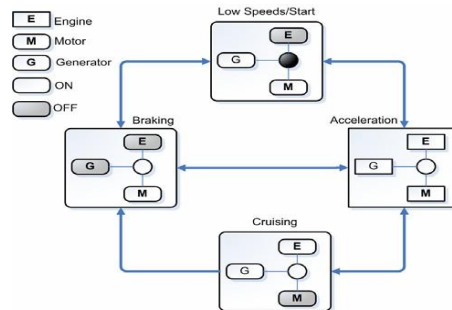 E Engine
M Motor
G Generator
ON
OFF
Low Speeds/Start
E
G
M
Braking
E
G
M
Acceleration
E
G
M
Cruising
E
G
M